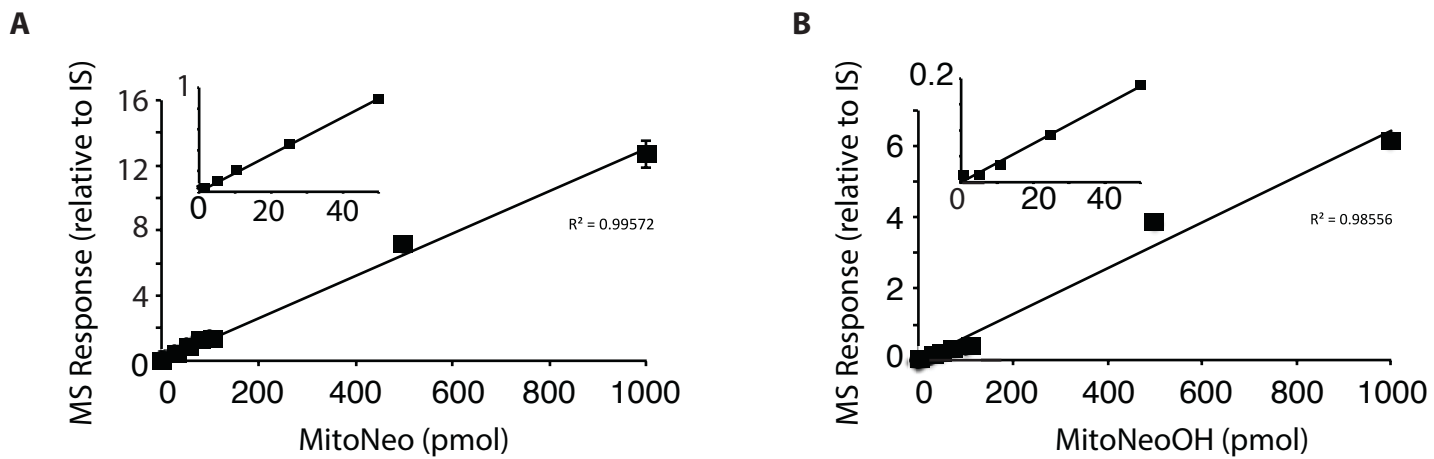 A
MS Response (relative to IS)
16
12
8
4
0
1
0 20 40
R² = 0.99572
0 200 400 600 800 1000
MitoNeo (pmol)
B
MS Response (relative to IS)
6
4
2
0
0.2
0 20 40
R² = 0.98556
0 200 400 600 800 1000
MitoNeoOH (pmol)